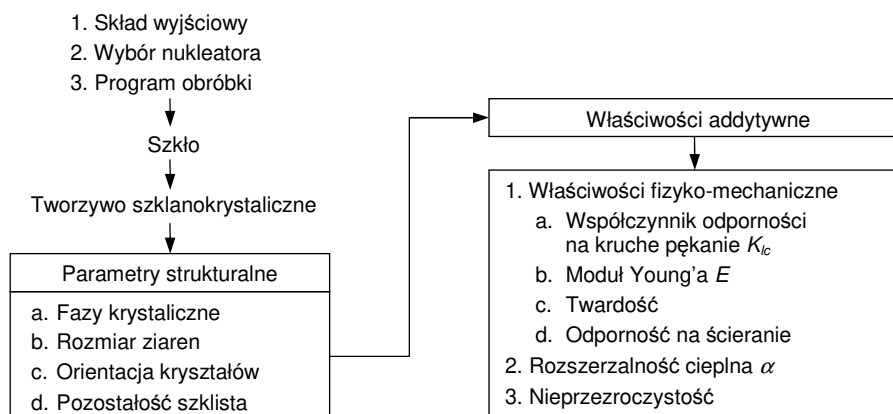 1. Skład wyjściowy
2. Wybór nukleatora
3. Program obróbki
Szkło
Tworzywo szklanokrystaliczne
Parametry strukturalne
a. Fazy krystaliczne
b. Rozmiar ziaren
c. Orientacja kryształów
d. Pozostałość szklista
Właściwości addytywne
1. Właściwości fizyko-mechaniczne
a. Współczynnik odporności
na kruche pękanie KIc
b. Moduł Young’a E
c. Twardość
d. Odporność na ścieranie
2. Rozszerzalność cieplna α
3. Nieprzezroczystość